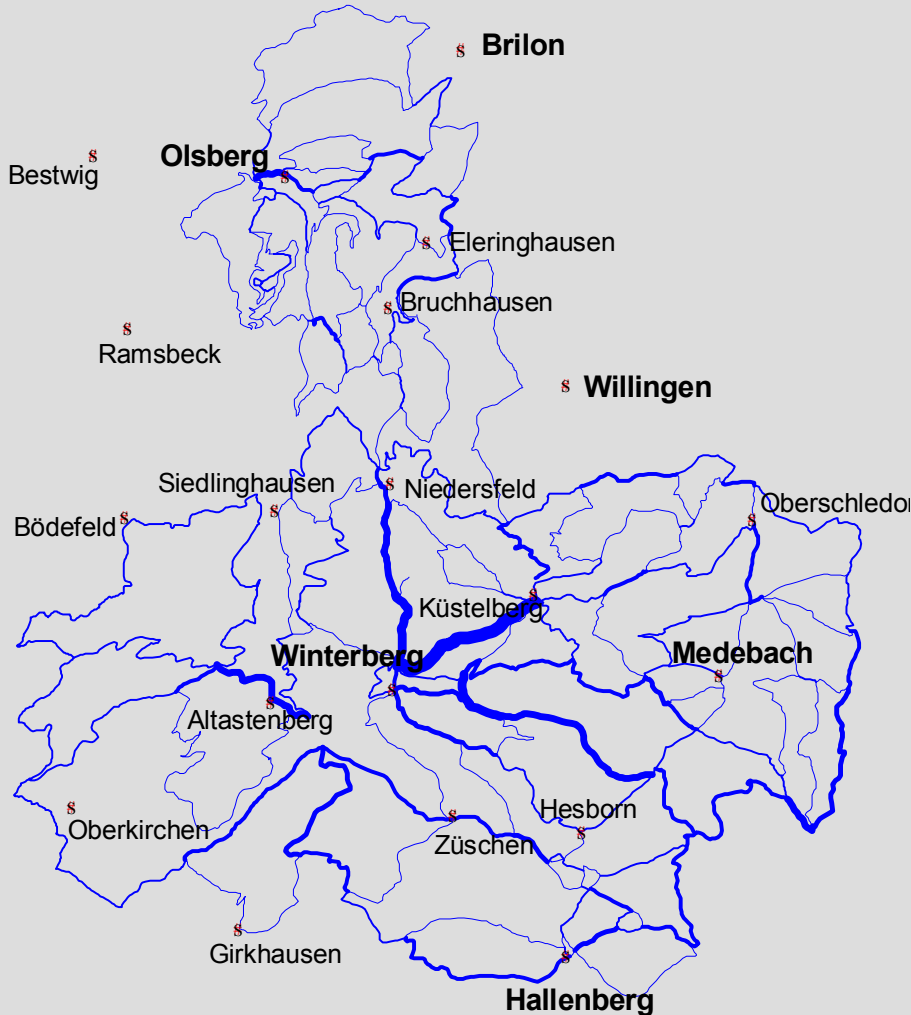 Brilon
Olsberg
Bestwig
Eleringhausen
Bruchhausen
Ramsbeck
Willingen
Siedlinghausen
Niedersfeld
Bödefeld
Oberschledor
Küstelberg
Winterberg
Medebach
Altastenberg
Oberkirchen
Hesborn
Züschen
Girkhausen
Hallenberg